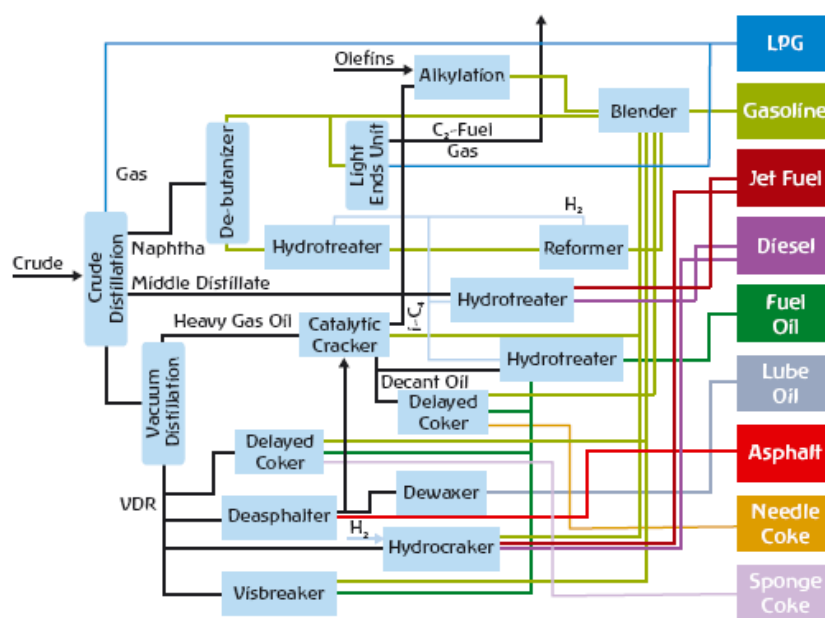 LPG
Olefins
Alkylation
Gasoline
Blender
C₂-Fuel
Gas
Light
Ends Unit
De-butanizer
Gas
Jet Fuel
H₂
Naphtha
Hydrotreater
Reformer
Diesel
Crude
Crude
Distillation
Middle Distillate
Hydrotreater
i-C₄
Fuel
Oil
Heavy Gas Oil
Catalytic
Cracker
Hydrotreater
Decant Oil
Lube
Oil
Vacuum
Distillation
Delayed
Coker
Delayed
Coker
Asphalt
VDR
Dewaxer
Deasphalter
Needle
Coke
H₂
Hydrocraker
Visbreaker
Sponge
Coke